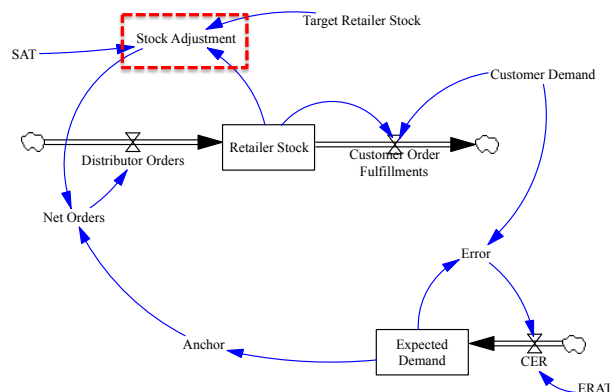 Target Retailer Stock
Stock Adjustment
SAT
Customer Demand
Retailer Stock
Distributor Orders
Customer Order
Fulfillments
Net Orders
Error
Anchor
Expected
Demand
CER
ERAT